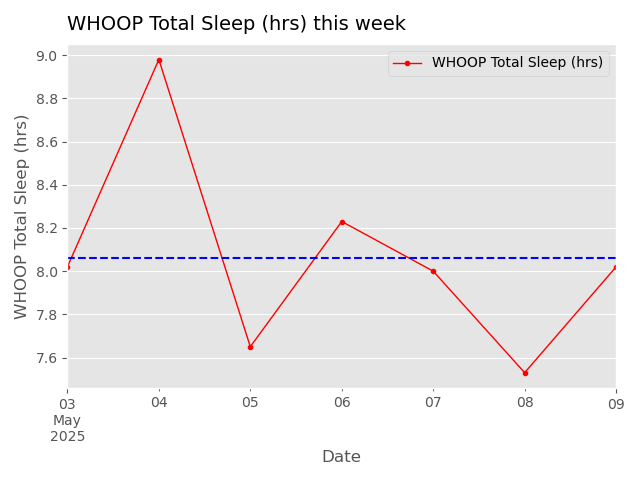 WHOOP Total Sleep (hrs) this week
WHOOP Total Sleep (hrs)
WHOOP Total Sleep (hrs)
9.0
8.8
8.6
8.4
8.2
8.0
7.8
7.6
03 04 05 06 07 08 09
May
2025
Date